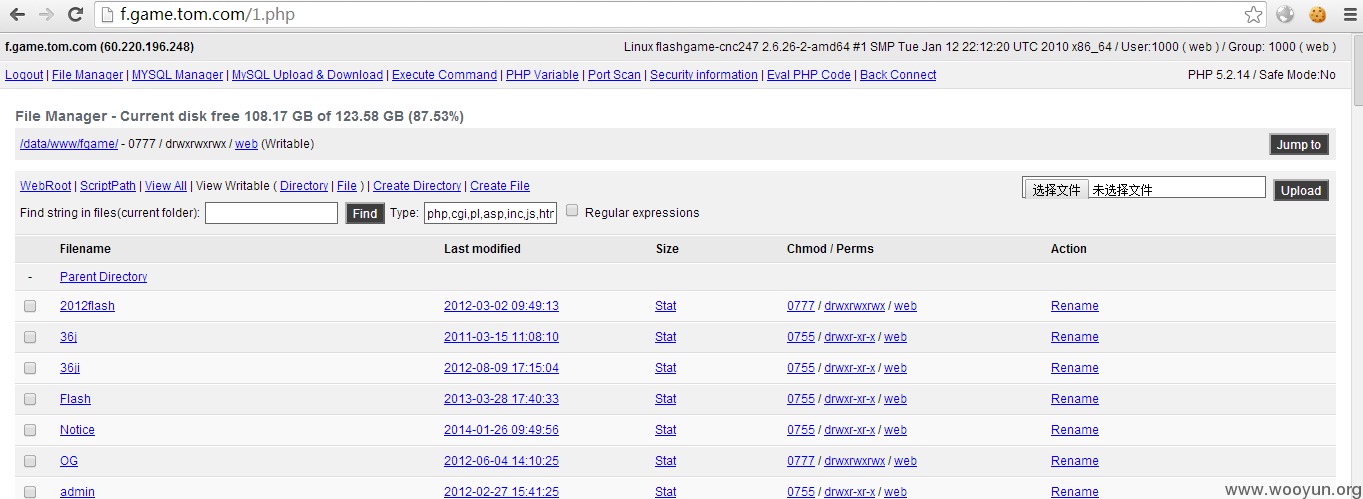 f.game.tom.com/1.php
f.game.tom.com (60.220.196.248) Linux flashgame-cnc247 2.6.26-2-amd64 #1 SMP Tue Jan 12 22:12:20 UTC 2010 x86_64 / User:1000 ( web ) / Group: 1000 ( web )
Logout | File Manager | MYSQL Manager | MySQL Upload & Download | Execute Command | PHP Variable | Port Scan | Security information | Eval PHP Code | Back Connect PHP 5.2.14 / Safe Mode:No
File Manager - Current disk free 108.17 GB of 123.58 GB (87.53%)
/data/www/fgame/ - 0777 / drwxrwxrwx / web (Writable) Jump to
WebRoot | ScriptPath | View All | View Writable ( Directory | File ) | Create Directory | Create File 选择文件 未选择文件 Upload
Find string in files(current folder): Find Type: php,cgi,pl,asp,inc,js,htm Regular expressions
Filename Last modified Size Chmod / Perms Action
- Parent Directory
2012flash 2012-03-02 09:49:13 Stat 0777 / drwxrwxrwx / web Rename
36j 2011-03-15 11:08:10 Stat 0755 / drwxr-xr-x / web Rename
36ji 2012-08-09 17:15:04 Stat 0755 / drwxr-xr-x / web Rename
Flash 2013-03-28 17:40:33 Stat 0755 / drwxr-xr-x / web Rename
Notice 2014-01-26 09:49:56 Stat 0755 / drwxr-xr-x / web Rename
OG 2012-06-04 14:10:25 Stat 0777 / drwxrwxrwx / web Rename
admin 2012-02-27 15:41:25 Stat 0755 / drwxr-xr-x / web Rename
www.wooyun.org